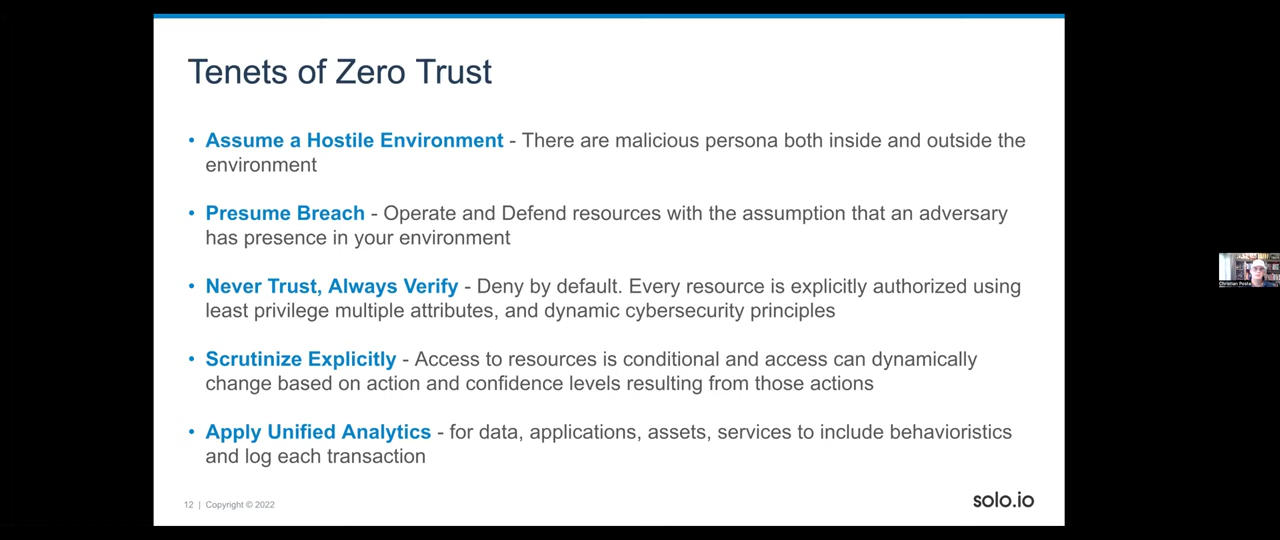 Tenets of Zero Trust
• Assume a Hostile Environment - There are malicious persona both inside and outside the
environment
• Presume Breach - Operate and Defend resources with the assumption that an adversary
has presence in your environment
• Never Trust, Always Verify - Deny by default. Every resource is explicitly authorized using
least privilege multiple attributes, and dynamic cybersecurity principles
• Scrutinize Explicitly - Access to resources is conditional and access can dynamically
change based on action and confidence levels resulting from those actions
• Apply Unified Analytics - for data, applications, assets, services to include behavioristics
and log each transaction
12 | Copyright © 2022
solo.io
Christian Posta